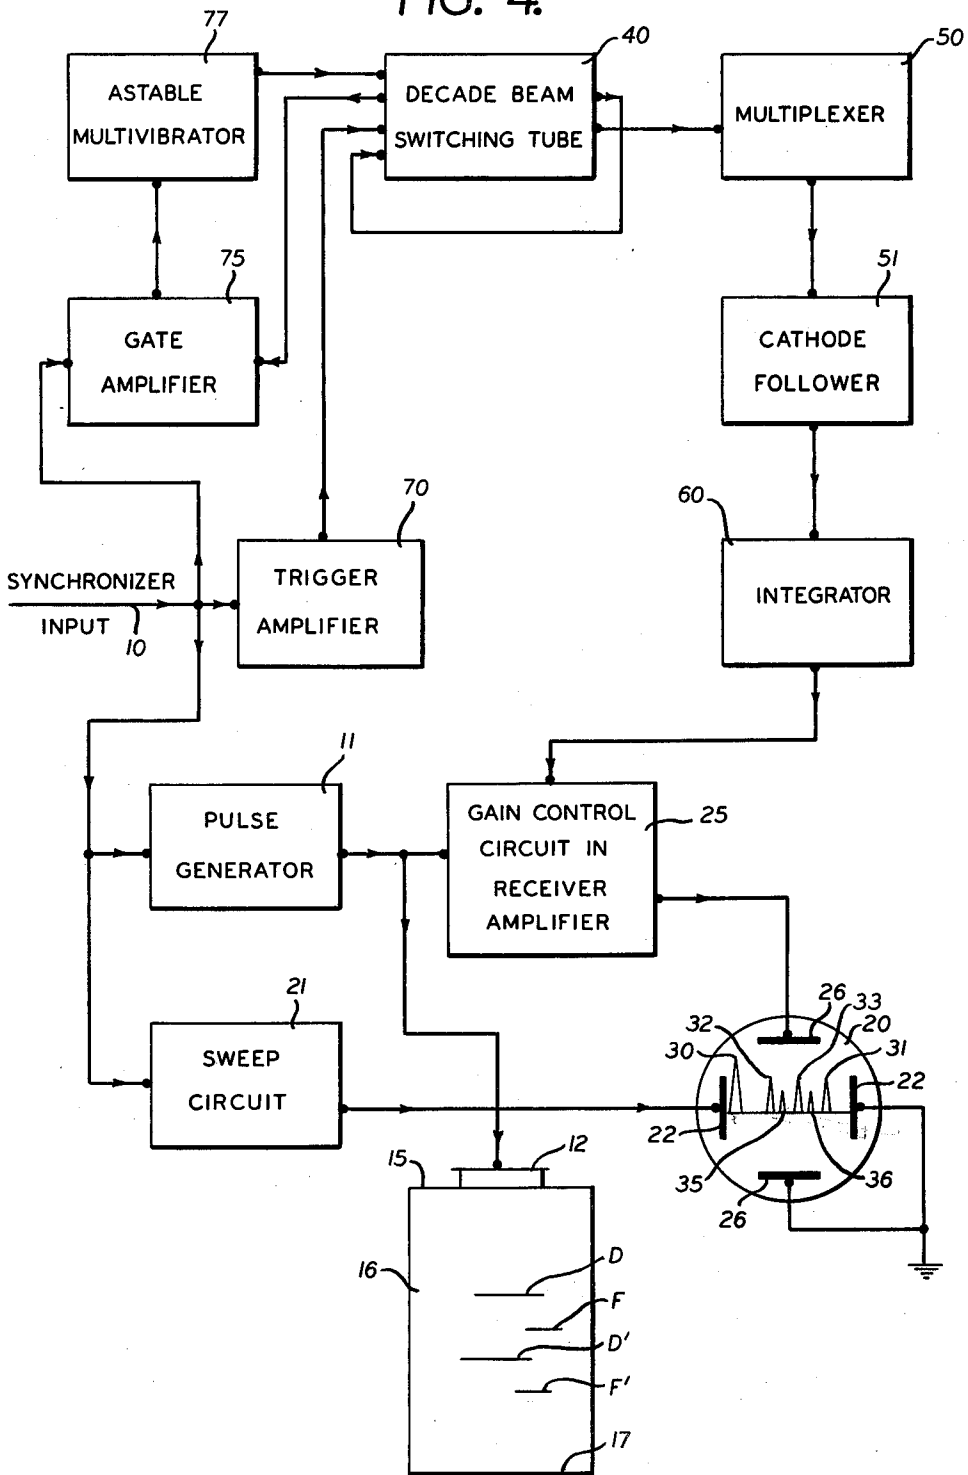 FIG. 4.
77
40
50
ASTABLE
MULTIVIBRATOR
DECADE BEAM
SWITCHING TUBE
MULTIPLEXER
75
51
GATE
AMPLIFIER
CATHODE
FOLLOWER
70
60
SYNCHRONIZER
INPUT
10
TRIGGER
AMPLIFIER
INTEGRATOR
11
PULSE
GENERATOR
GAIN CONTROL
CIRCUIT IN
RECEIVER
AMPLIFIER
25
21
SWEEP
CIRCUIT
26
33
20
32
30
31
22
22
35
36
26
15
12
16
D
F
D'
F'
17